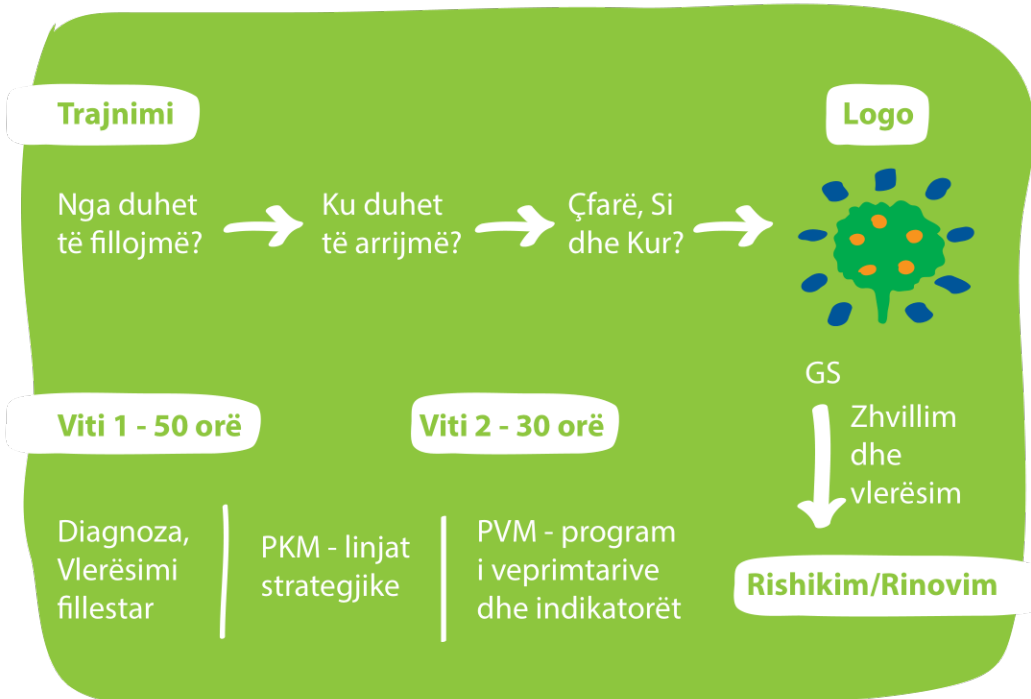 Trajnimi
Logo
Nga duhet
të fillojmë?
Ku duhet
të arrijmë?
Çfarë, Si
dhe Kur?
GS
Zhvillim
dhe
vlerësim
Viti 1 - 50 orë
Viti 2 - 30 orë
Diagnoza,
Vlerësimi
fillestar
PKM - linjat
strategjike
PVM - program
i veprimtarive
dhe indikatorët
Rishikim/Rinovim